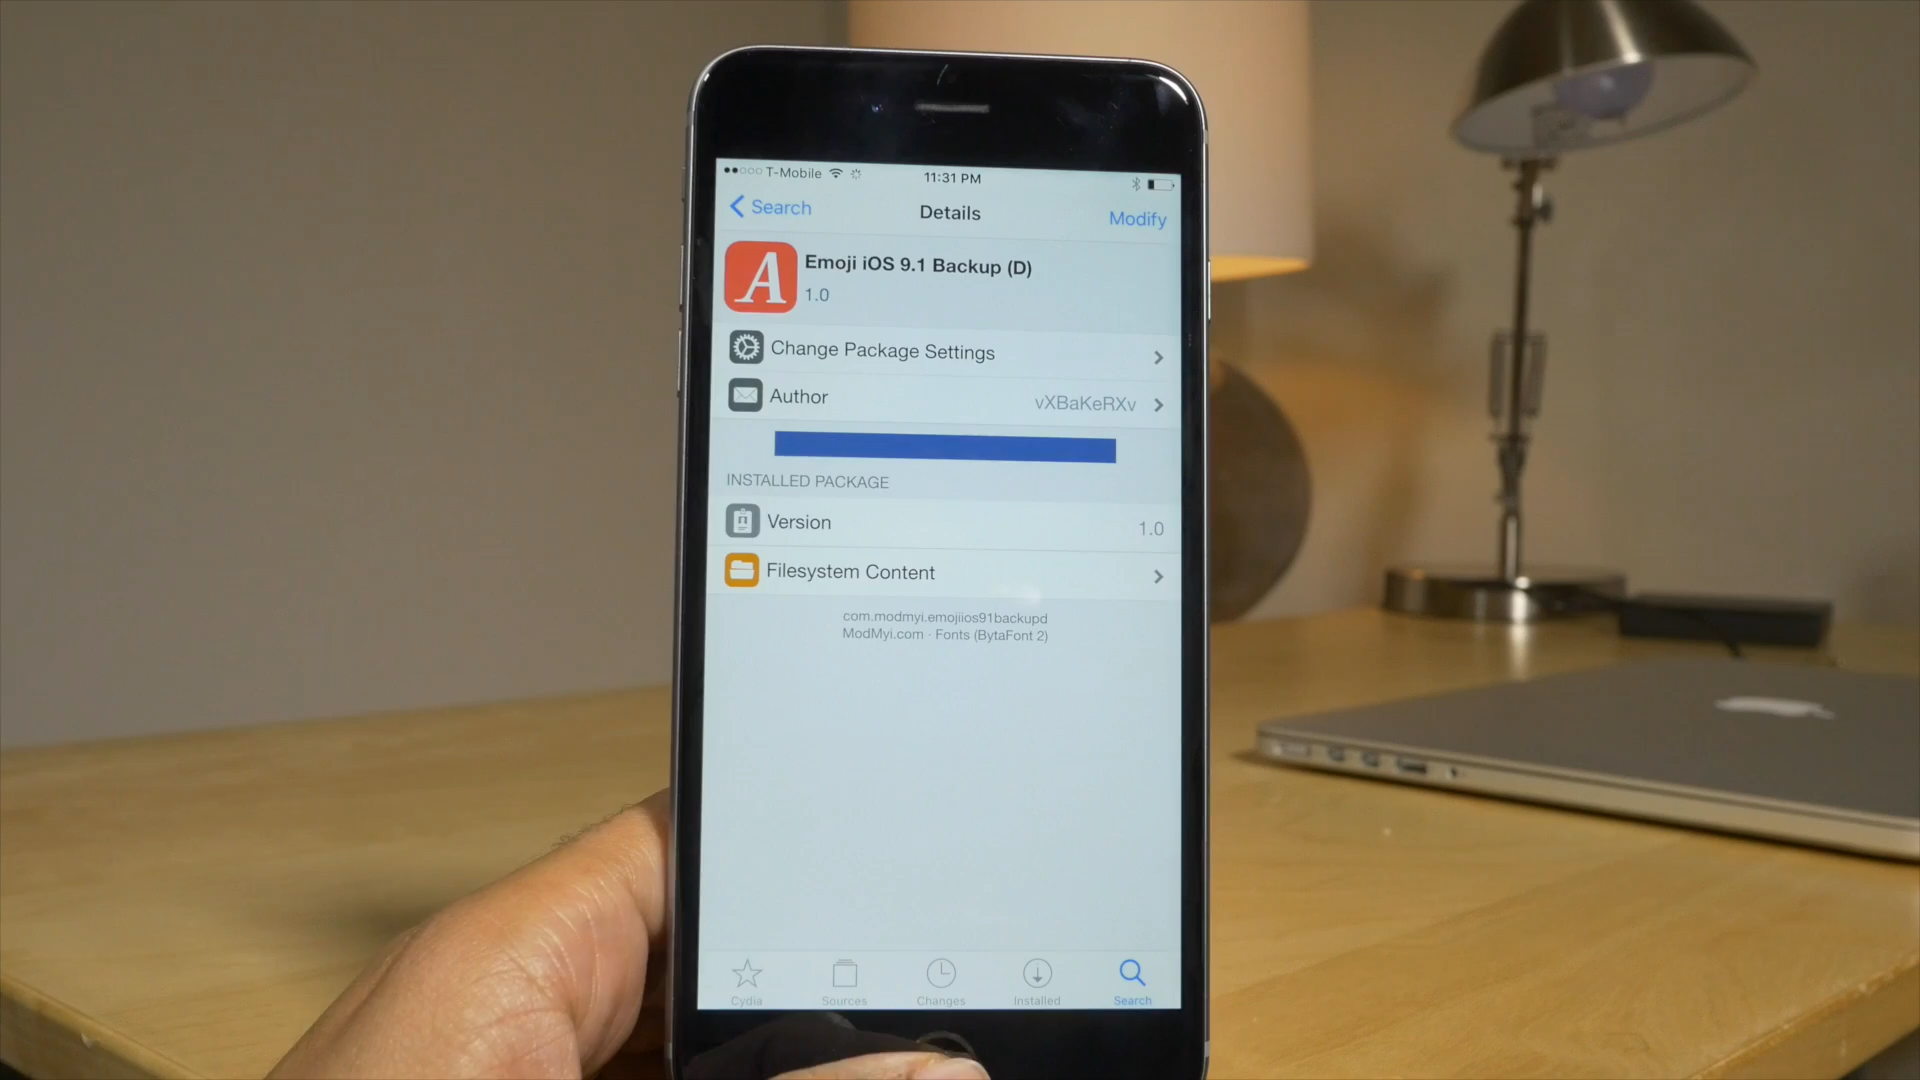 T-Mobile 11:31 PM
Search Details Modify
A
Emoji iOS 9.1 Backup (D)
1.0
Change Package Settings
Author vXBaKeRXv
INSTALLED PACKAGE
Version 1.0
Filesystem Content
com.modmyi.emojiios91backupd
ModMyi.com · Fonts (BytaFont 2)
Cydia Sources Changes Installed Search